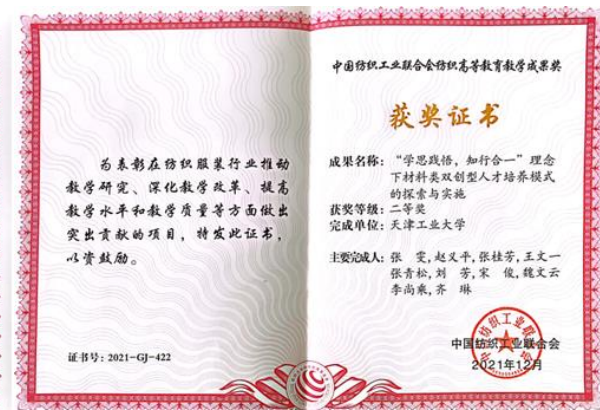 为表彰在纺织服装行业推动
教学研究、深化教学改革、提高
教学水平和教学质量等方面做出
突出贡献的项目，特发此证书，
以资鼓励。
证书号：2021-GJ-422
中国纺织工业联合会纺织高等教育教学成果奖
获奖证书
成果名称：“学思践悟，知行合一”理念
下材料类双创型人才培养模式
的探索与实施
获奖等级：二等奖
完成单位：天津工业大学
主要完成人：张 雯,赵义平,张桂芳,王文一
张青松,刘 芳,宋 俊,魏文云
李尚乘,齐 琳
中国纺织工业联合会
2021年12月